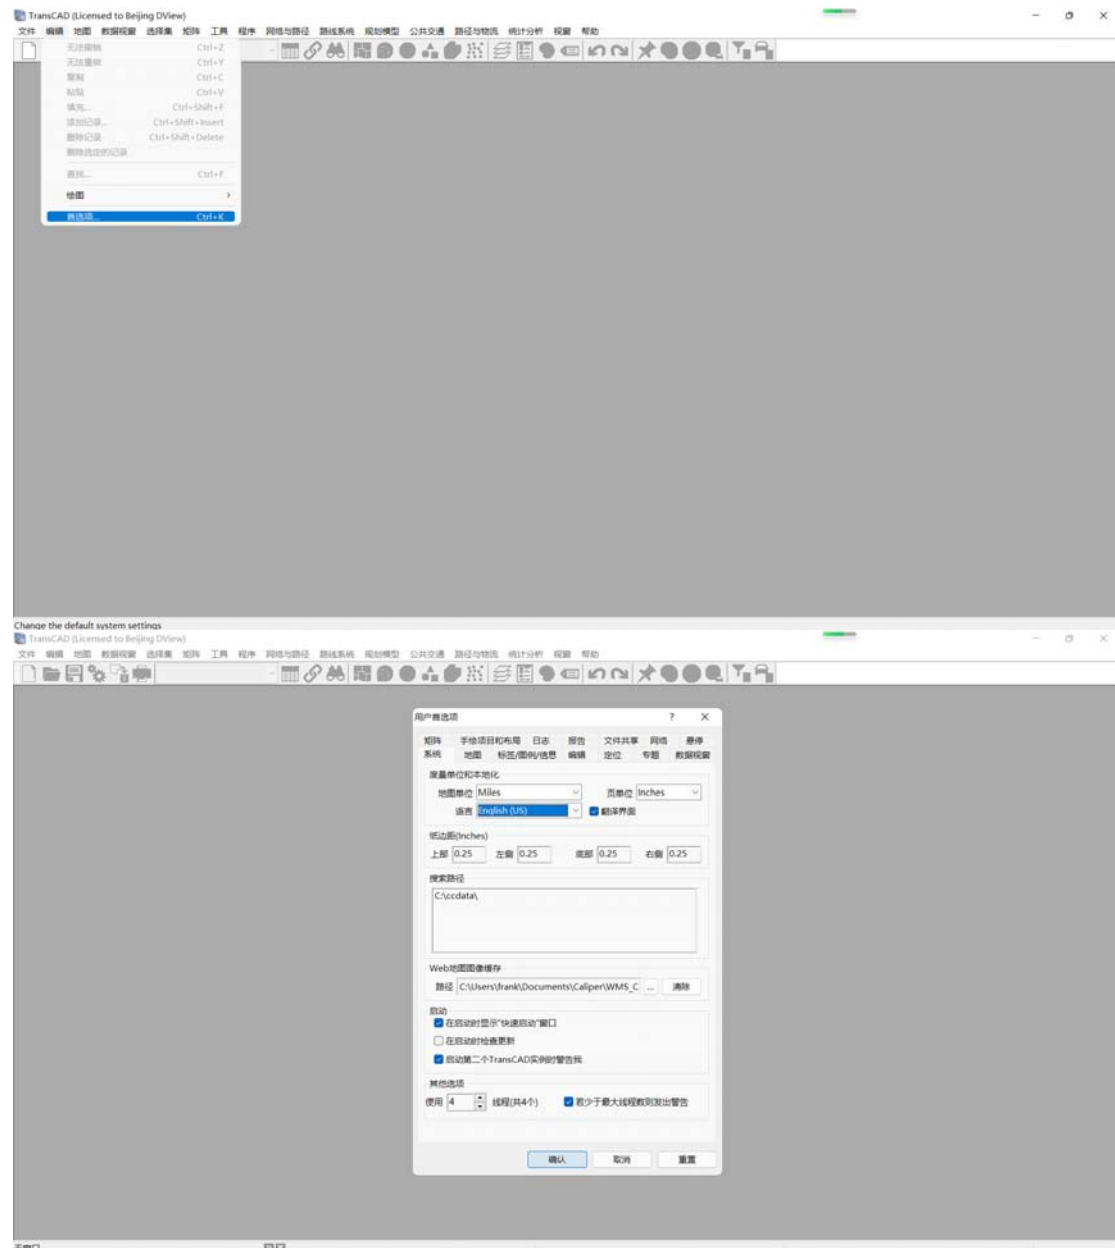 TransCAD (Licensed to Beijing DView)
文件 编辑 地图 数据视窗 选择集 矩阵 工具 程序 网络与路径 路线系统 规划模型 公共交通 路径与物流 统计分析 视窗 帮助
无法撤销 Ctrl+Z
无法重做 Ctrl+Y
复制 Ctrl+C
粘贴 Ctrl+V
填充... Ctrl+Shift+F
添加记录... Ctrl+Shift+Insert
删除记录 Ctrl+Shift+Delete
删除选定的记录
查找... Ctrl+F
绘图
首选项... Ctrl+K
Change the default system settings
TransCAD (Licensed to Beijing DView)
文件 编辑 地图 数据视窗 选择集 矩阵 工具 程序 网络与路径 路线系统 规划模型 公共交通 路径与物流 统计分析 视窗 帮助
用户首选项 ? X
矩阵 手绘项目和布局 日志 报告 文件共享 网络 悬停
系统 地图 标签/图例/信息 编辑 定位 专题 数据视窗
度量单位和本地化
地图单位 Miles 页单位 Inches
语言 English (US) 翻译界面
纸边距(Inches)
上部 0.25 左侧 0.25 底部 0.25 右侧 0.25
搜索路径
C:\ccdata\
Web地图图像缓存
路径 C:\Users\frank\Documents\Caliper\WMS_C ... 清除
启动
在启动时显示"快速启动"窗口
在启动时检查更新
启动第二个TransCAD实例时警告我
其他选项
使用 4 线程(共4个) 若少于最大线程数则发出警告
确认 取消 重置